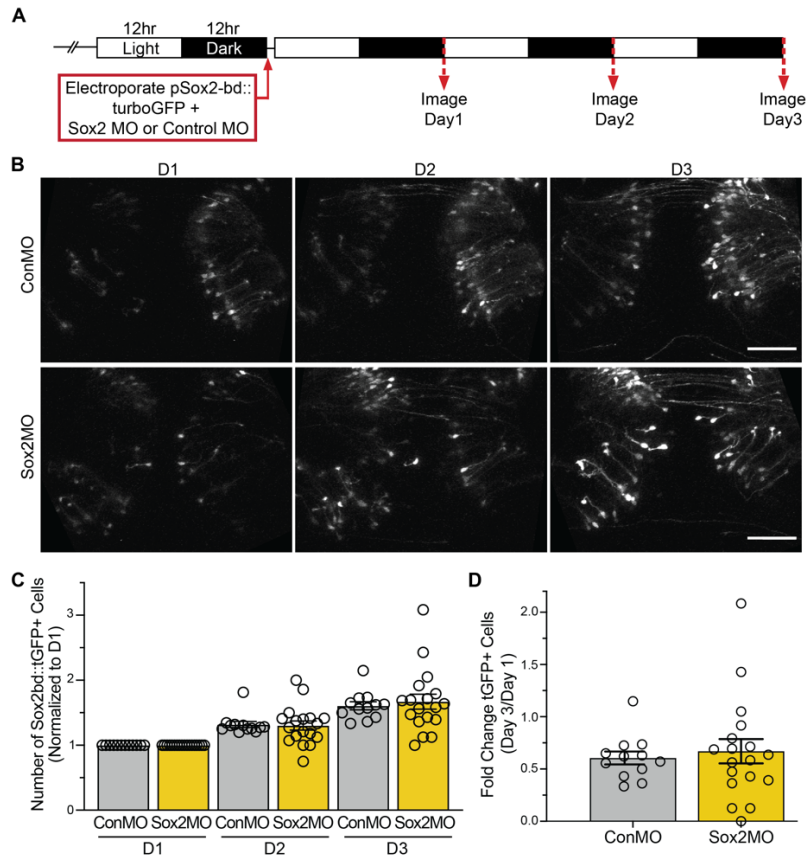 A
12hr 12hr
Light Dark
Electroporate pSox2-bd::
turboGFP +
Sox2 MO or Control MO
Image
Day1
Image
Day2
Image
Day3
B
D1 D2 D3
ConMO
Sox2MO
C
Number of Sox2bd::tGFP+ Cells
(Normalized to D1)
3
2
1
0
ConMO Sox2MO ConMO Sox2MO ConMO Sox2MO
D1 D2 D3
D
Fold Change tGFP+ Cells
(Day 3/Day 1)
2.0
1.5
1.0
0.5
0.0
ConMO Sox2MO